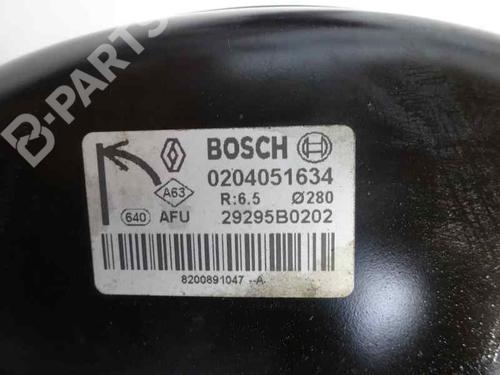 B-PARTS
BOSCH
0204051634
A63
R:6.5 Ø280
640 AFU 29295B0202
8200891047 --A